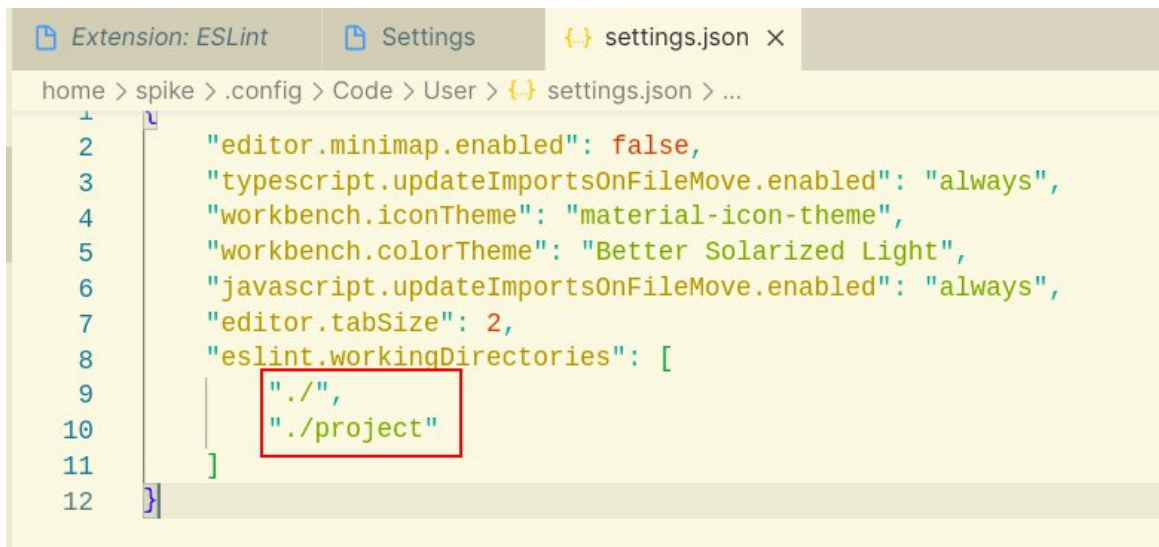 Extension: ESLint Settings {..} settings.json ×
home > spike > .config > Code > User > {..} settings.json > ...
1 {
2 "editor.minimap.enabled": false,
3 "typescript.updateImportsOnFileMove.enabled": "always",
4 "workbench.iconTheme": "material-icon-theme",
5 "workbench.colorTheme": "Better Solarized Light",
6 "javascript.updateImportsOnFileMove.enabled": "always",
7 "editor.tabSize": 2,
8 "eslint.workingDirectories": [
9 "./",
10 "./project"
11 ]
12 }